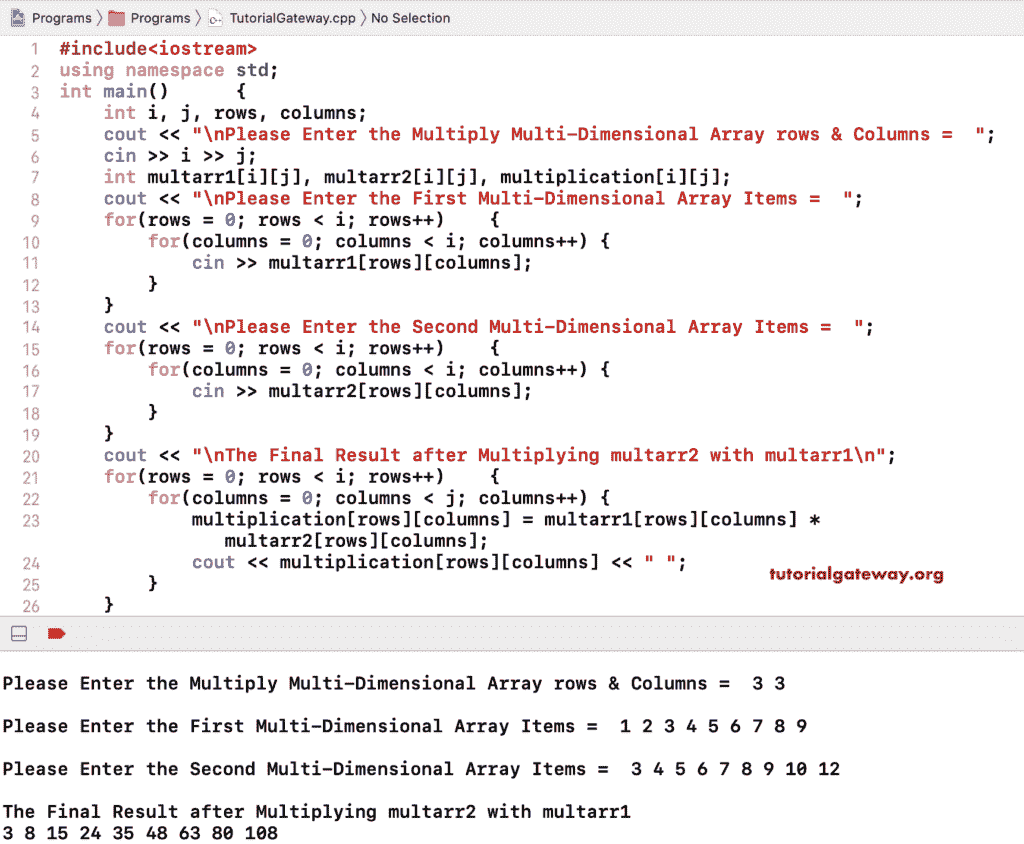 Programs 〉 Programs 〉 TutorialGateway.cpp 〉 No Selection
1 #include<iostream>
2 using namespace std;
3 int main()      {
4     int i, j, rows, columns;
5     cout << "\nPlease Enter the Multiply Multi-Dimensional Array rows & Columns =  ";
6     cin >> i >> j;
7     int multarr1[i][j], multarr2[i][j], multiplication[i][j];
8     cout << "\nPlease Enter the First Multi-Dimensional Array Items =  ";
9     for(rows = 0; rows < i; rows++)    {
10         for(columns = 0; columns < i; columns++) {
11             cin >> multarr1[rows][columns];
12         }
13     }
14     cout << "\nPlease Enter the Second Multi-Dimensional Array Items =  ";
15     for(rows = 0; rows < i; rows++)    {
16         for(columns = 0; columns < i; columns++) {
17             cin >> multarr2[rows][columns];
18         }
19     }
20     cout << "\nThe Final Result after Multiplying multarr2 with multarr1\n";
21     for(rows = 0; rows < i; rows++)    {
22         for(columns = 0; columns < j; columns++) {
23             multiplication[rows][columns] = multarr1[rows][columns] *
                multarr2[rows][columns];
24             cout << multiplication[rows][columns] << " ";
tutorialgateway.org
25         }
26     }
Please Enter the Multiply Multi-Dimensional Array rows & Columns =  3 3
Please Enter the First Multi-Dimensional Array Items =  1 2 3 4 5 6 7 8 9
Please Enter the Second Multi-Dimensional Array Items =  3 4 5 6 7 8 9 10 12
The Final Result after Multiplying multarr2 with multarr1
3 8 15 24 35 48 63 80 108